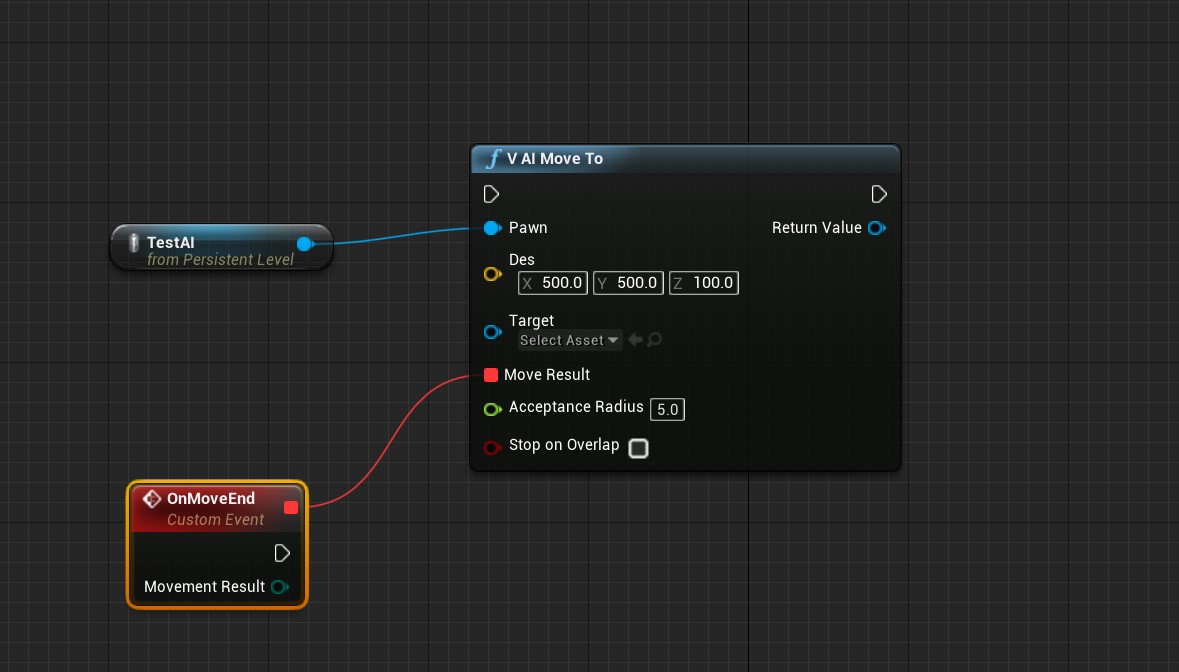 V AI Move To
TestAI
from Persistent Level
Pawn
Return Value
Des
X 500.0 Y 500.0 Z 100.0
Target
Select Asset
Move Result
Acceptance Radius 5.0
Stop on Overlap
OnMoveEnd
Custom Event
Movement Result